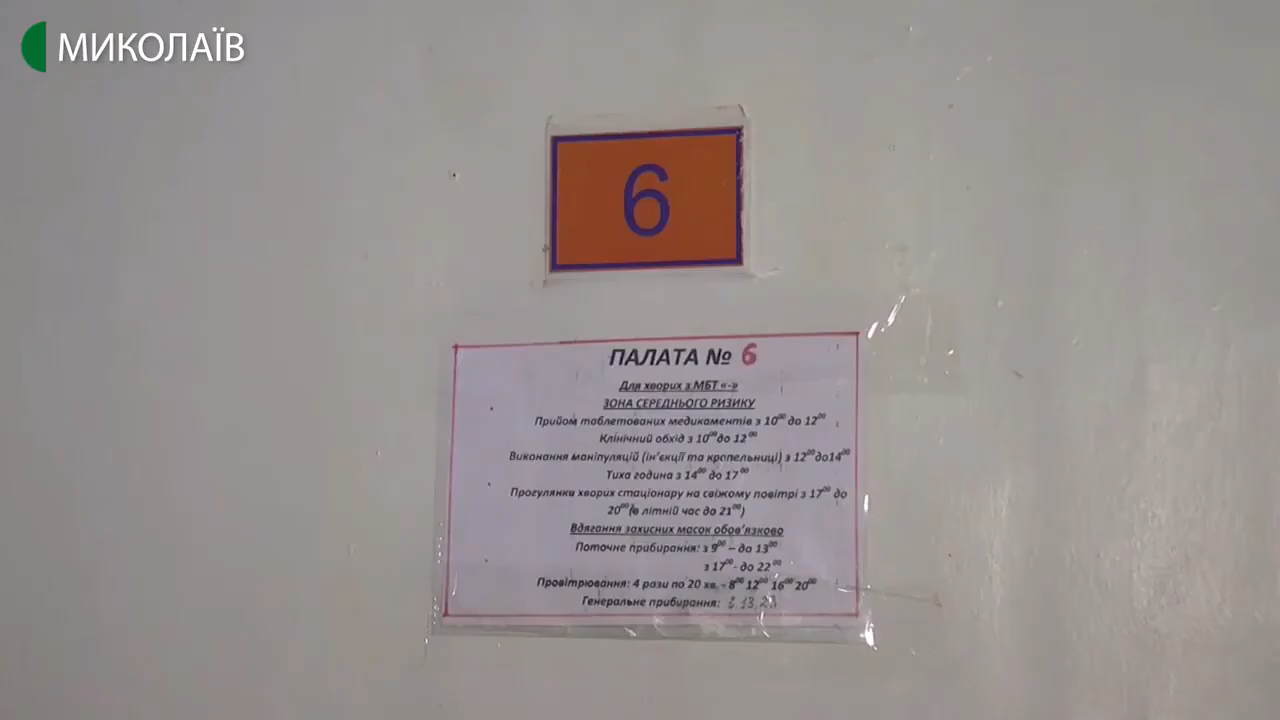 МИКОЛАЇВ
6
ПАЛАТА № 6
Для хворих з МБТ «-»
ЗОНА СЕРЕДНЬОГО РИЗИКУ
Прийом таблетованих медикаментів з 10⁰⁰ до 12⁰⁰
Клінічний обхід з 10⁰⁰ до 12⁰⁰
Виконання маніпуляцій (ін'єкції та крапельниці) з 12⁰⁰ до14⁰⁰
Тиха година з 14⁰⁰ до 17⁰⁰
Прогулянки хворих стаціонару на свіжому повітрі з 17⁰⁰ до
20⁰⁰(в літній час до 21⁰⁰)
Вдягання захисних масок обов'язково
Поточне прибирання: з 9⁰⁰ – до 13⁰⁰
з 17⁰⁰- до 22⁰⁰
Провітрювання: 4 рази по 20 хв. - 8⁰⁰ 12⁰⁰ 16⁰⁰ 20⁰⁰
Генеральне прибирання: